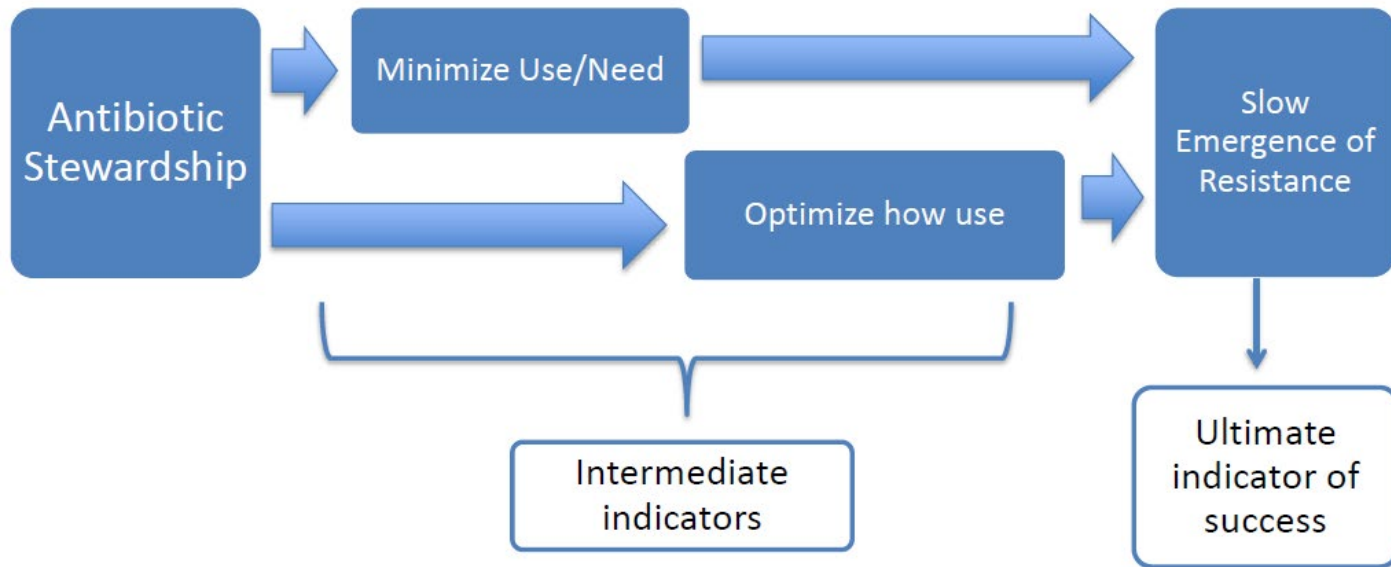 Antibiotic
Stewardship
Minimize Use/Need
Optimize how use
Slow
Emergence of
Resistance
Intermediate
indicators
Ultimate
indicator of
success